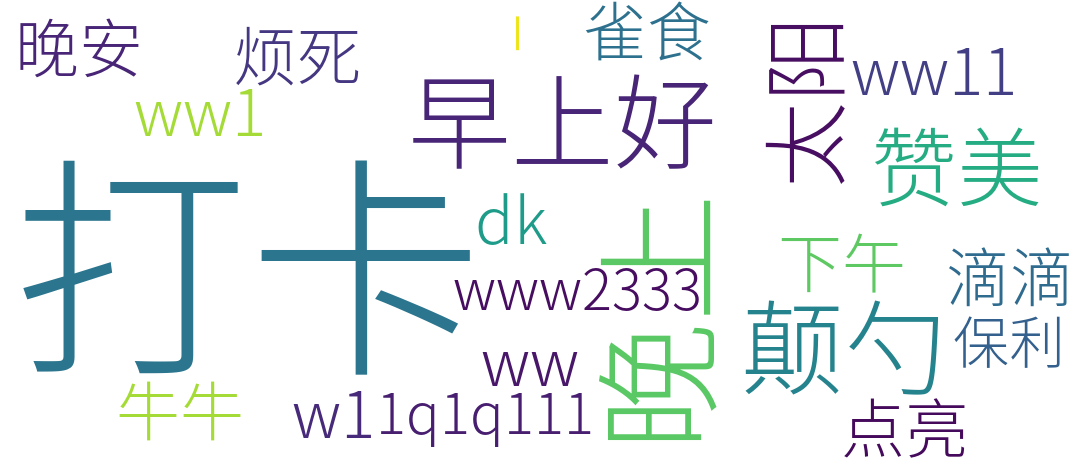 晚安
烦死
l
雀食
太阳
ww11
ww1
早上好
赞美
打卡
dk
晚上
下午
滴滴
www2333
颠勺
保利
ww
牛牛
w11q1q111
点亮